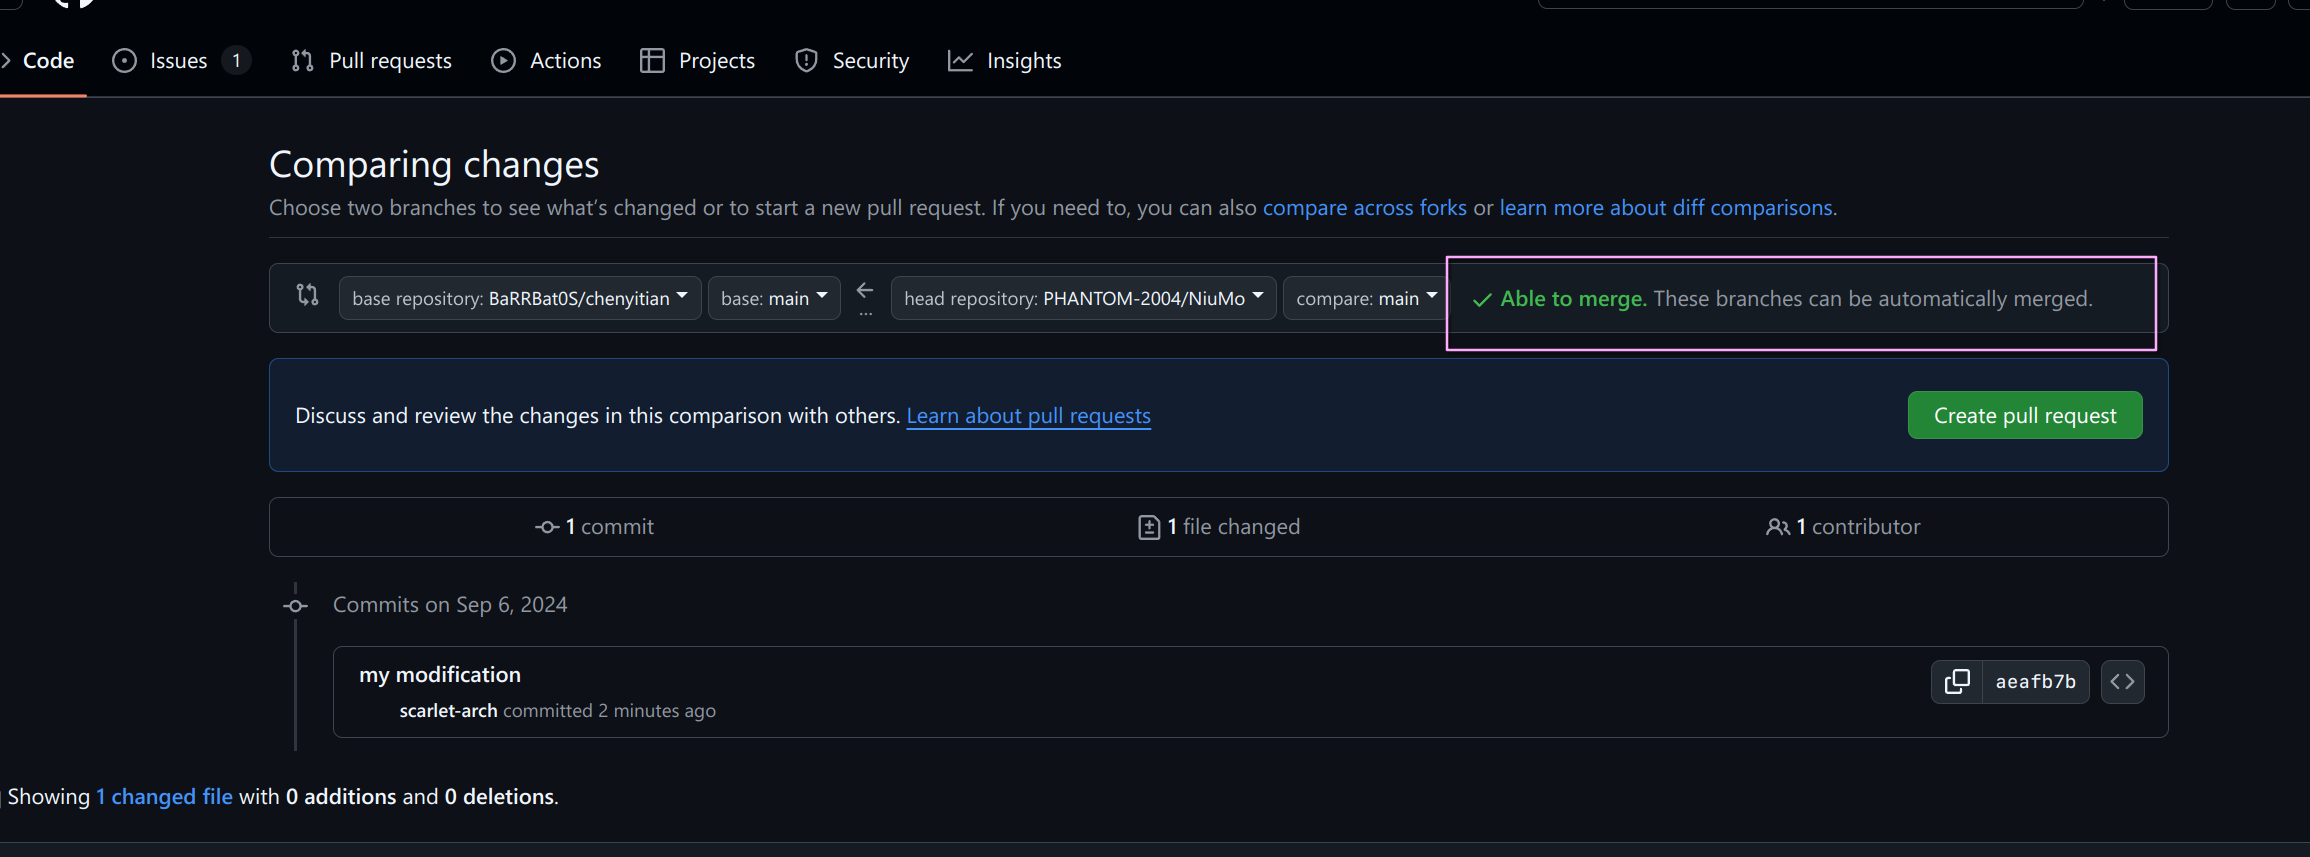 Code Issues 1 Pull requests Actions Projects Security Insights
Comparing changes
Choose two branches to see what's changed or to start a new pull request. If you need to, you can also compare across forks or learn more about diff comparisons.
base repository: BaRRBat0S/chenyitian base: main ... head repository: PHANTOM-2004/NiuMo compare: main Able to merge. These branches can be automatically merged.
Discuss and review the changes in this comparison with others. Learn about pull requests Create pull request
1 commit 1 file changed 1 contributor
Commits on Sep 6, 2024
my modification
aeafb7b
scarlet-arch committed 2 minutes ago
Showing 1 changed file with 0 additions and 0 deletions.